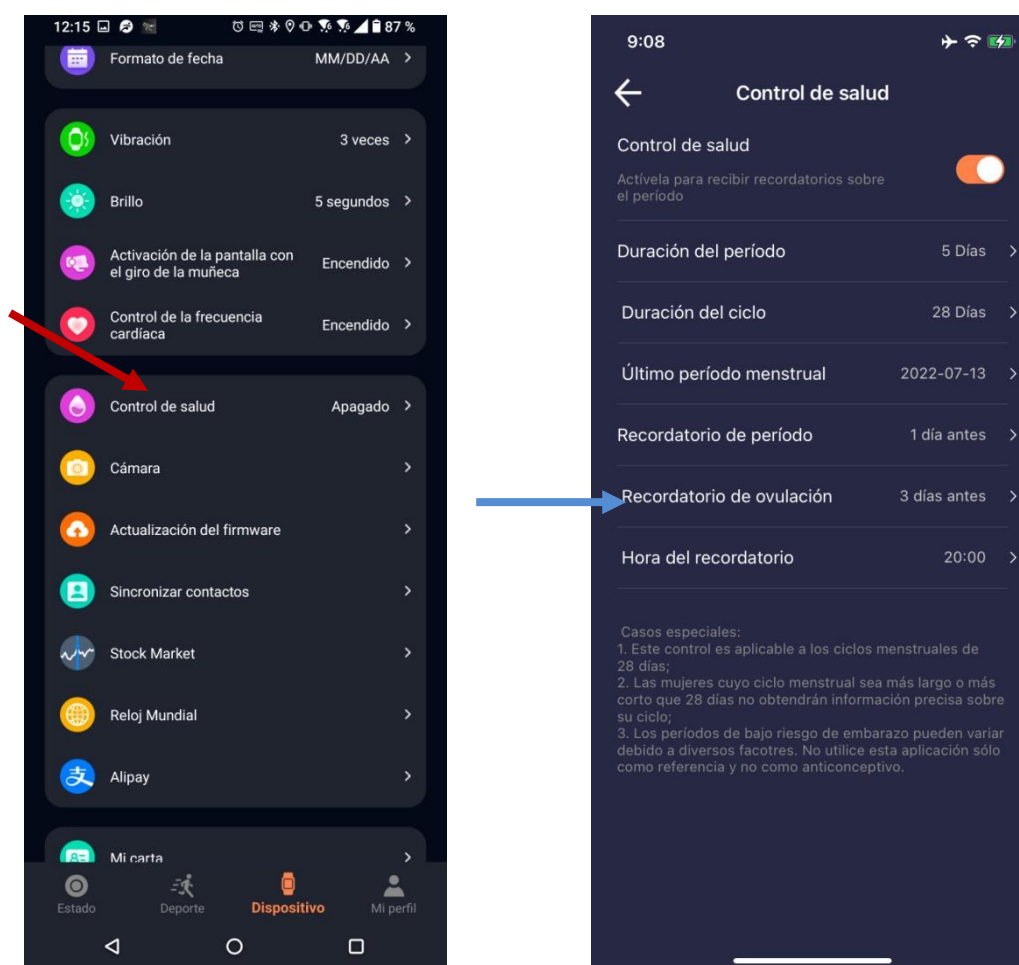 12:15
87 %
Formato de fecha
MM/DD/AA
Vibración
3 veces
Brillo
5 segundos
Activación de la pantalla con
el giro de la muñeca
Encendido
Control de la frecuencia
cardíaca
Encendido
Control de salud
Apagado
Cámara
Actualización del firmware
Sincronizar contactos
Stock Market
Reloj Mundial
支
Alipay
Mi carta
Estado
Deporte
Dispositivo
Mi perfil
9:08
Control de salud
Control de salud
Actívela para recibir recordatorios sobre
el período
Duración del período
5 Días
Duración del ciclo
28 Días
Último período menstrual
2022-07-13
Recordatorio de período
1 día antes
Recordatorio de ovulación
3 días antes
Hora del recordatorio
20:00
Casos especiales:
1. Este control es aplicable a los ciclos menstruales de
28 días;
2. Las mujeres cuyo ciclo menstrual sea más largo o más
corto que 28 días no obtendrán información precisa sobre
su ciclo;
3. Los períodos de bajo riesgo de embarazo pueden variar
debido a diversos facotres. No utilice esta aplicación sólo
como referencia y no como anticonceptivo.